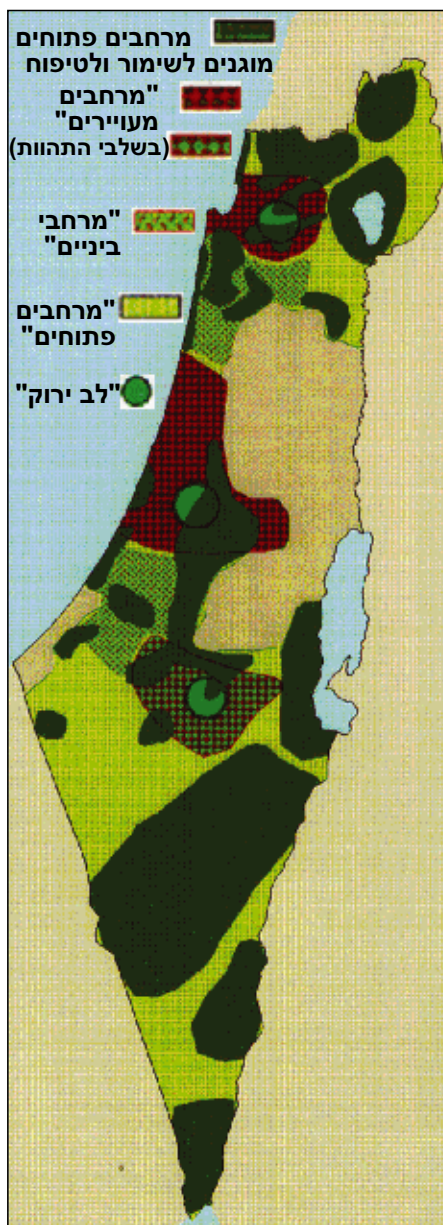 מרחבים פתוחים
מוגנים לשימור ולטיפוח
"מרחבים
מעויירים"
(בשלבי התהוות)
"מרחבי
ביניים"
"מרחבים
פתוחים"
"לב ירוק"